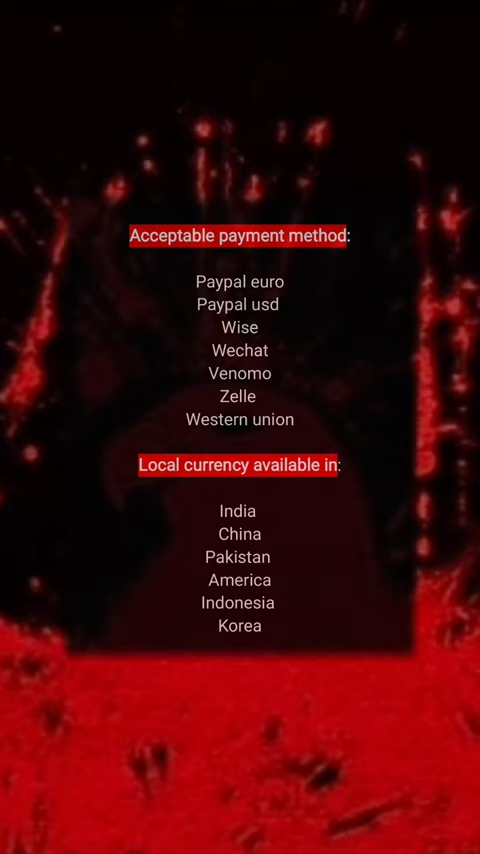 Acceptable payment method:
Paypal euro
Paypal usd
Wise
Wechat
Venomo
Zelle
Western union
Local currency available in:
India
China
Pakistan
America
Indonesia
Korea